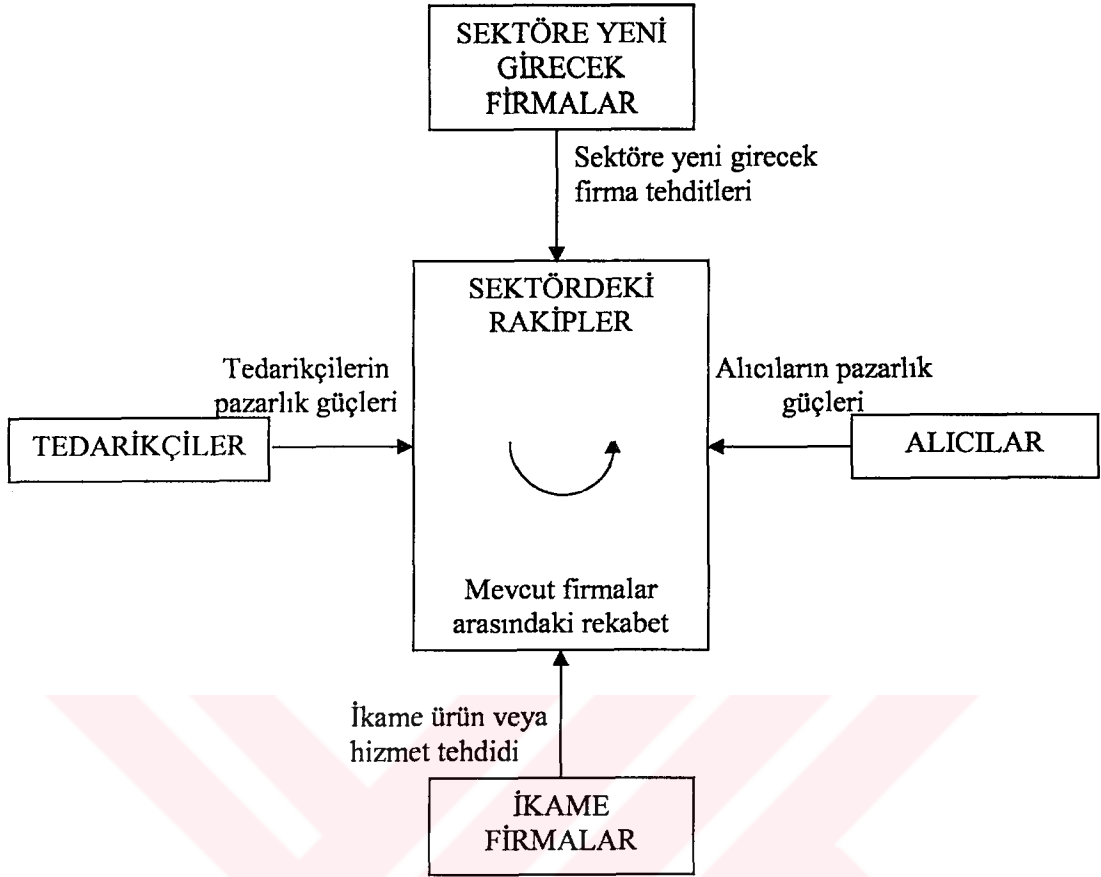 SEKTÖRE YENİ
GİRECEK
FİRMALAR
Sektöre yeni girecek
firma tehditleri
SEKTÖRDEKİ
RAKİPLER
Tedarikçilerin
pazarlık güçleri
Alıcıların pazarlık
güçleri
TEDARİKÇİLER
ALICILAR
Mevcut firmalar
arasındaki rekabet
İkame ürün veya
hizmet tehdidi
İKAME
FİRMALAR